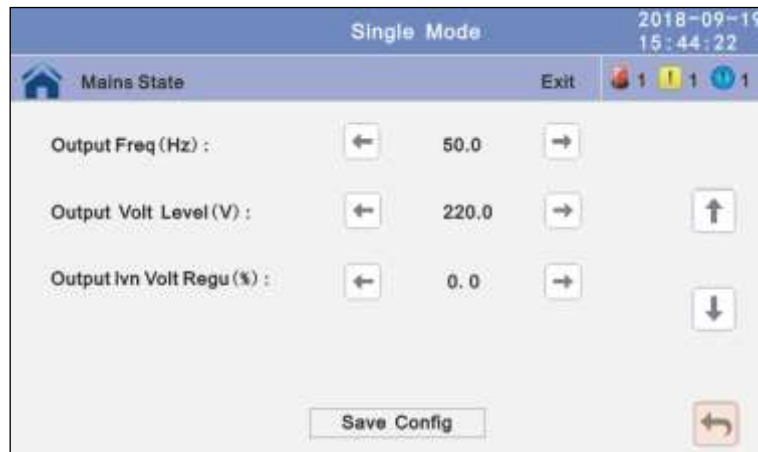 Single Mode
2018-09-19
15:44:22
Mains State Exit 1 1 1
Output Freq(Hz) : 50.0
Output Volt Level(V) : 220.0
Output Ivn Volt Regu(%) : 0.0
Save Config